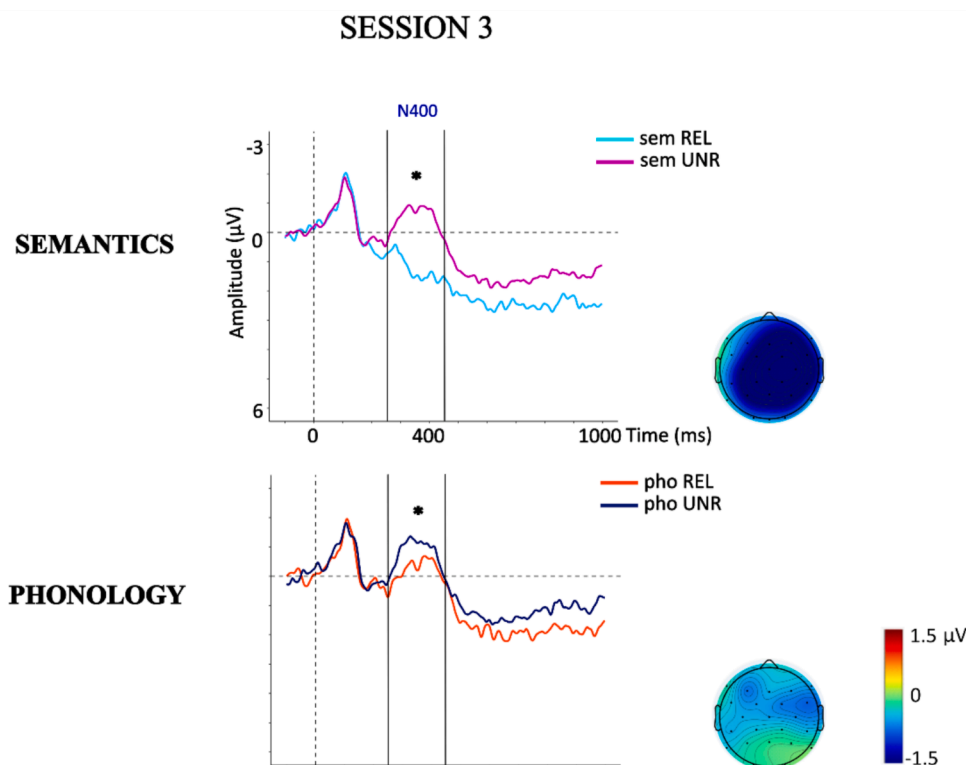 SESSION 3
N400
-3
sem REL
sem UNR
*
SEMANTICS
0
Amplitude (µV)
6
0 400 1000 Time (ms)
pho REL
pho UNR
*
PHONOLOGY
1.5 µV
0
-1.5